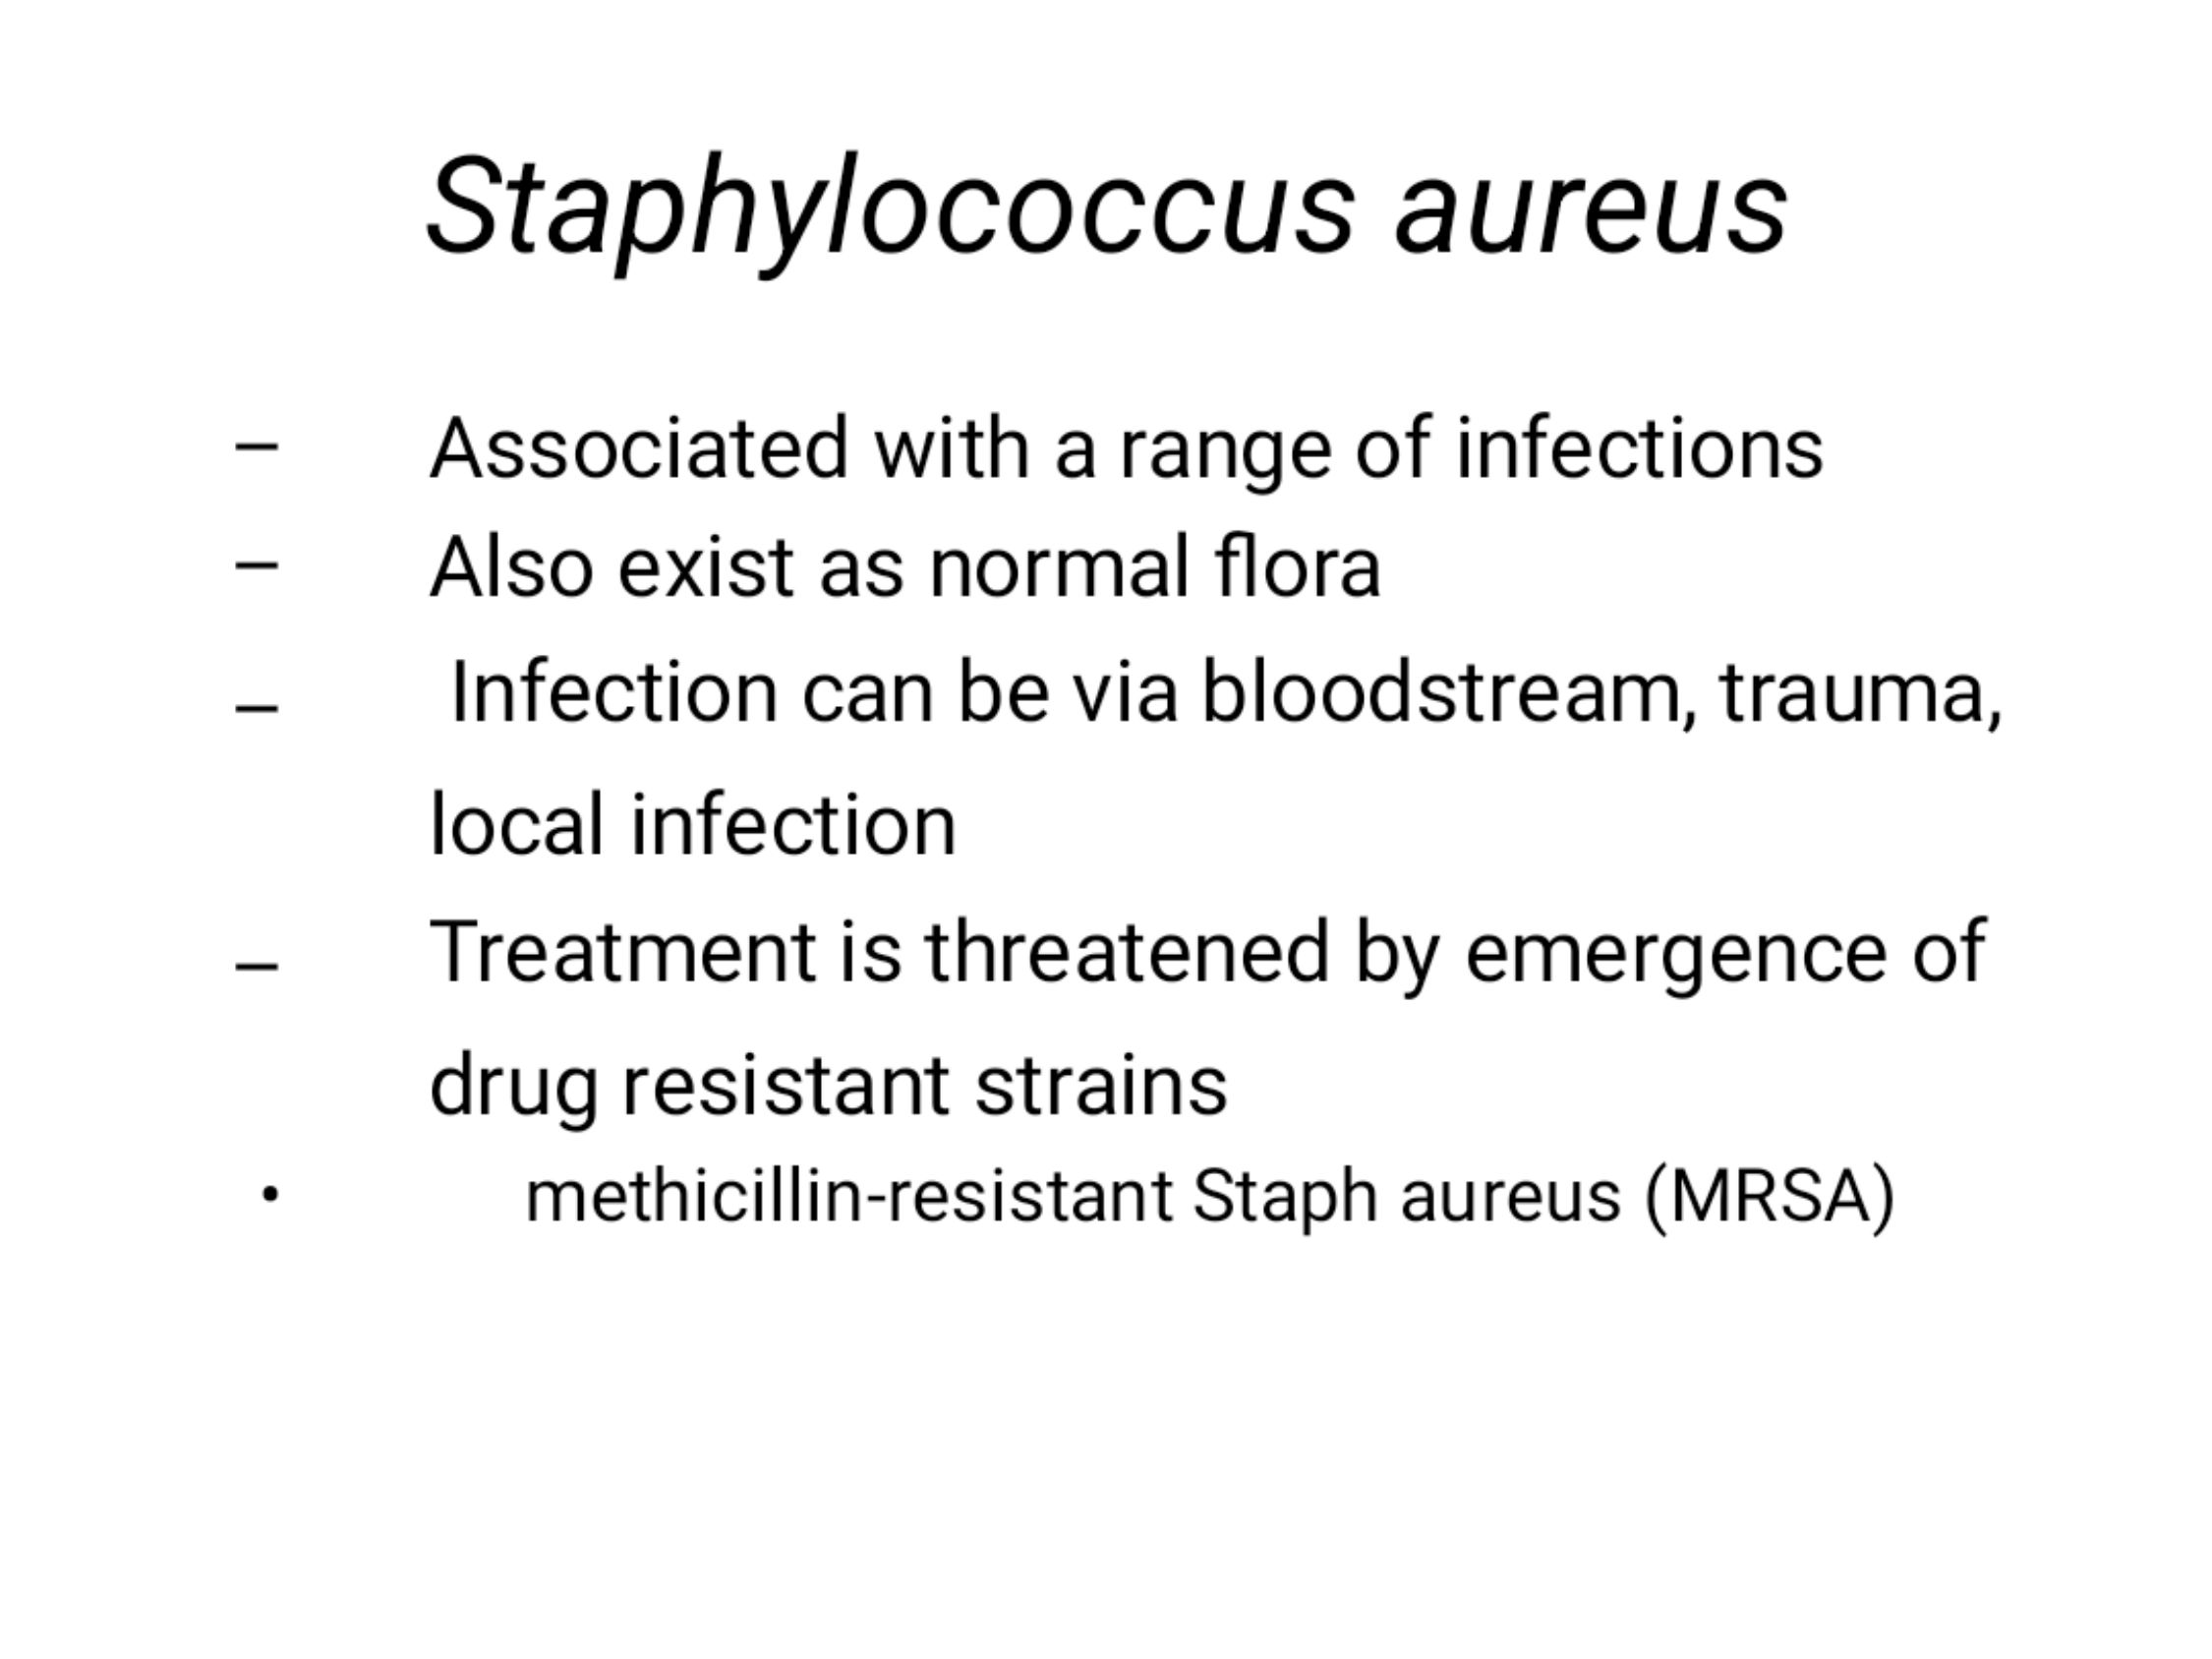 Staphylococcus aureus
– Associated with a range of infections
– Also exist as normal flora
– Infection can be via bloodstream, trauma,
local infection
– Treatment is threatened by emergence of
drug resistant strains
• methicillin-resistant Staph aureus (MRSA)